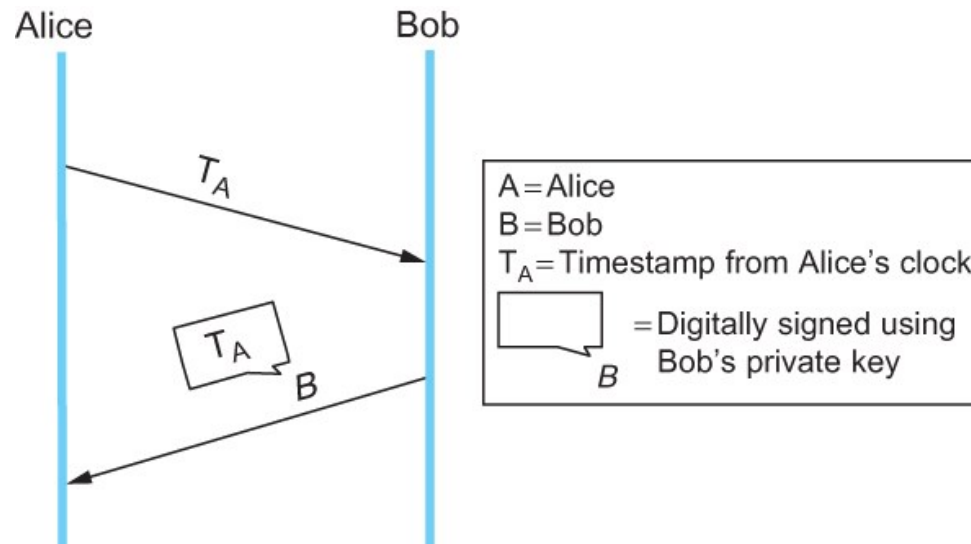 Alice
Bob
T_A
T_A
B
A=Alice
B=Bob
T_A=Timestamp from Alice's clock
=Digitally signed using
Bob's private key
B